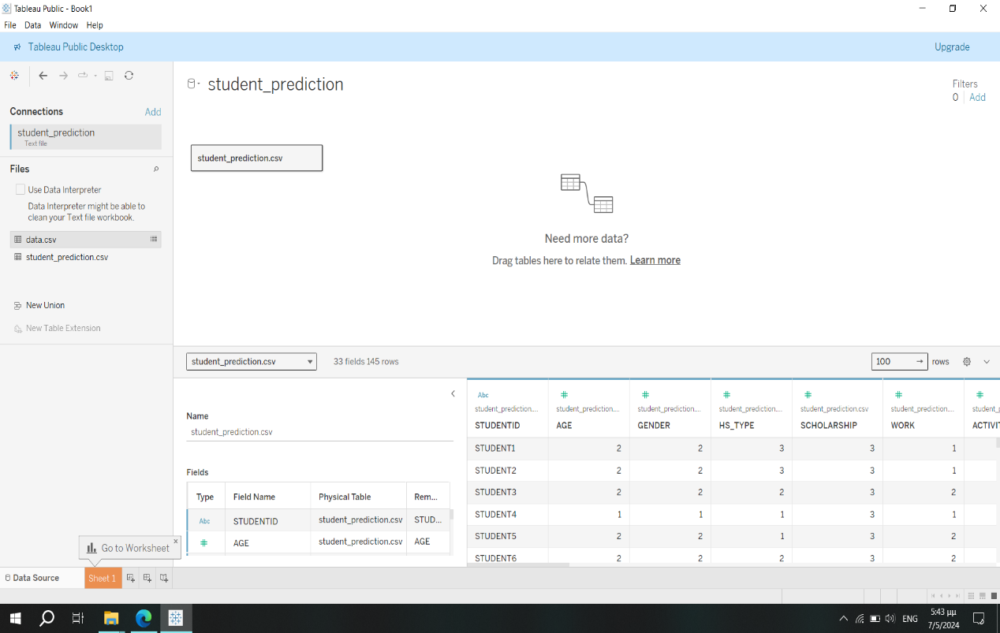 Tableau Public - Book1
File Data Window Help
Tableau Public Desktop
Upgrade
student_prediction
Filters
0 Add
Connections
Add
student_prediction
Text file
student_prediction.csv
Files
Use Data Interpreter
Data Interpreter might be able to
clean your Text file workbook.
data.csv
student_prediction.csv
New Union
New Table Extension
Need more data?
Drag tables here to relate them. Learn more
student_prediction.csv
33 fields 145 rows
100 → rows
Name
student_prediction.csv
Fields
Type Field Name Physical Table Rem...
Abc STUDENTID student_prediction.csv STUD...
# AGE student_prediction.csv AGE
Abc # # # # # #
student_prediction.... student_prediction.... student_prediction.... student_prediction.... student_prediction.csv student_prediction.... student_p
STUDENTID AGE GENDER HS_TYPE SCHOLARSHIP WORK ACTIVIT
STUDENT1 2 2 3 3 1
STUDENT2 2 2 3 3 1
STUDENT3 2 2 2 3 2
STUDENT4 1 1 1 3 1
STUDENT5 2 2 1 3 2
STUDENT6 2 2 2 3 2
Go to Worksheet
Data Source
Sheet 1
ENG
5:43 μμ
7/5/2024